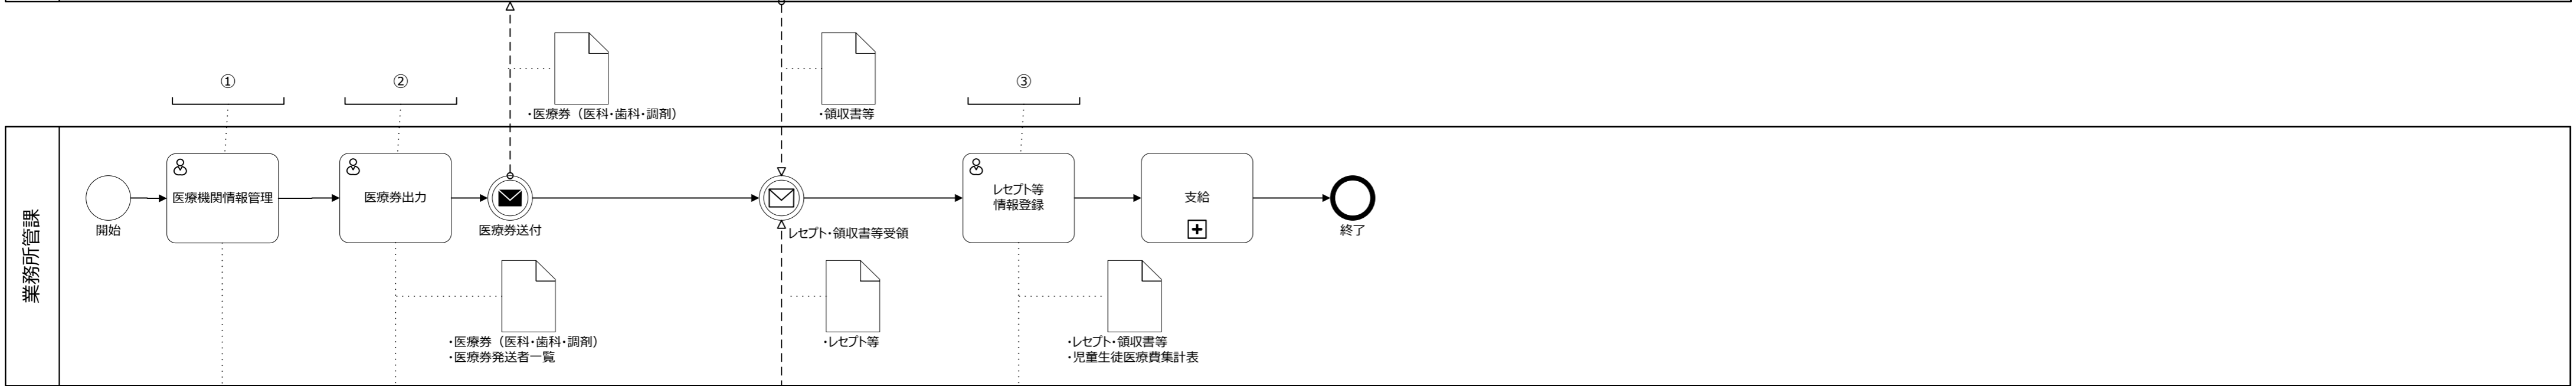 ①
②
③
・医療券（医科・歯科・調剤）
・領収書等
業務所管課
開始
医療機関情報管理
医療券出力
医療券送付
レセプト・領収書等受領
レセプト等
情報登録
支給
終了
・医療券（医科・歯科・調剤）
・医療券発送者一覧
・レセプト等
・レセプト・領収書等
・児童生徒医療費集計表